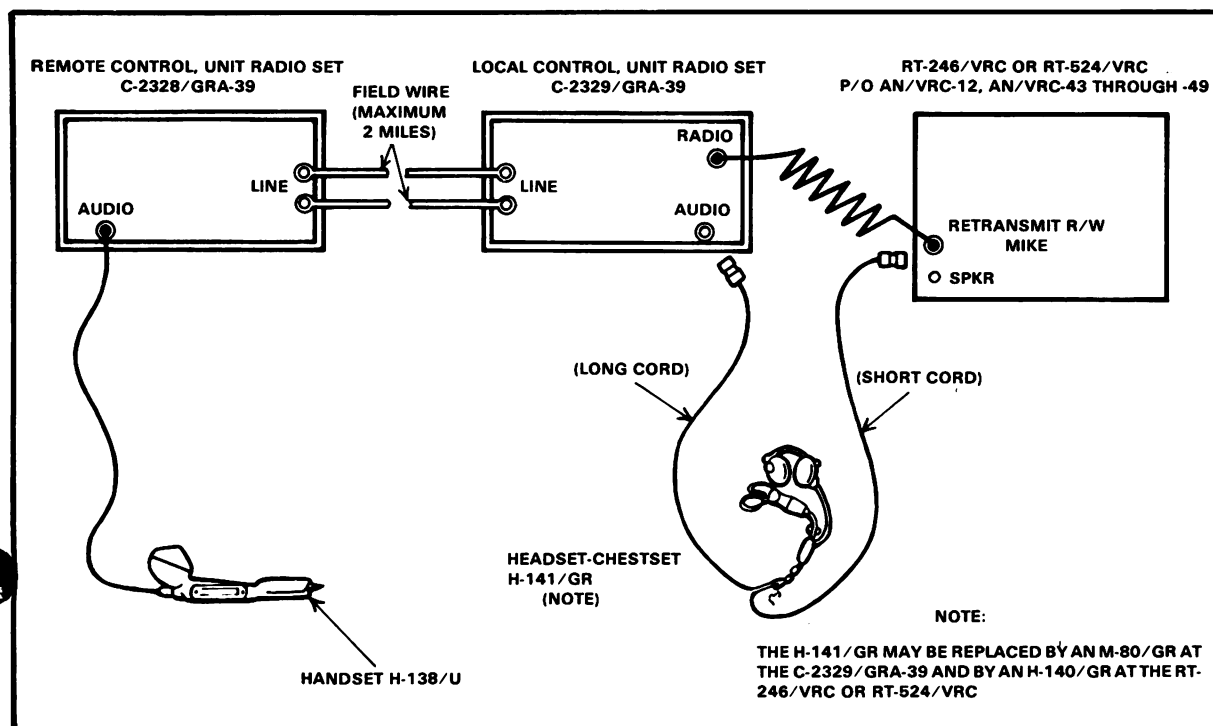 REMOTE CONTROL, UNIT RADIO SET
C-2328/GRA-39
FIELD WIRE
(MAXIMUM
2 MILES)
LOCAL CONTROL, UNIT RADIO SET
C-2329/GRA-39
RT-246/VRC OR RT-524/VRC
P/O AN/VRC-12, AN/VRC-43 THROUGH -49
LINE
AUDIO
LINE
RADIO
AUDIO
RETRANSMIT R/W
MIKE
SPKR
(LONG CORD)
(SHORT CORD)
HEADSET-CHESTSET
H-141/GR
(NOTE)
HANDSET H-138/U
NOTE:
THE H-141/GR MAY BE REPLACED BY AN M-80/GR AT
THE C-2329/GRA-39 AND BY AN H-140/GR AT THE RT-
246/VRC OR RT-524/VRC